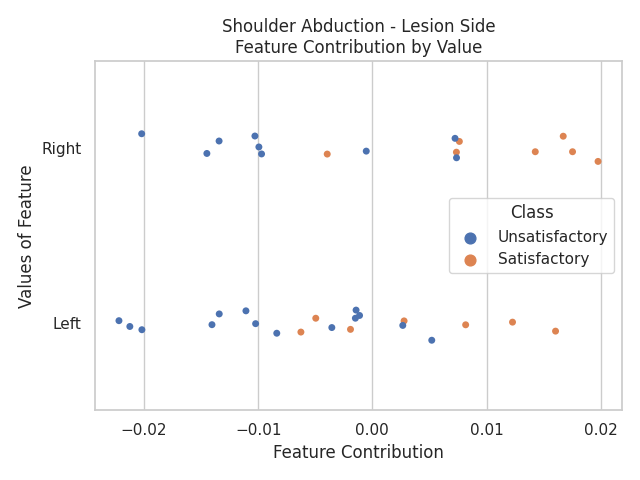 Shoulder Abduction - Lesion Side
Feature Contribution by Value
Values of Feature
Right
Left
Class
Unsatisfactory
Satisfactory
−0.02 −0.01 0.00 0.01 0.02
Feature Contribution